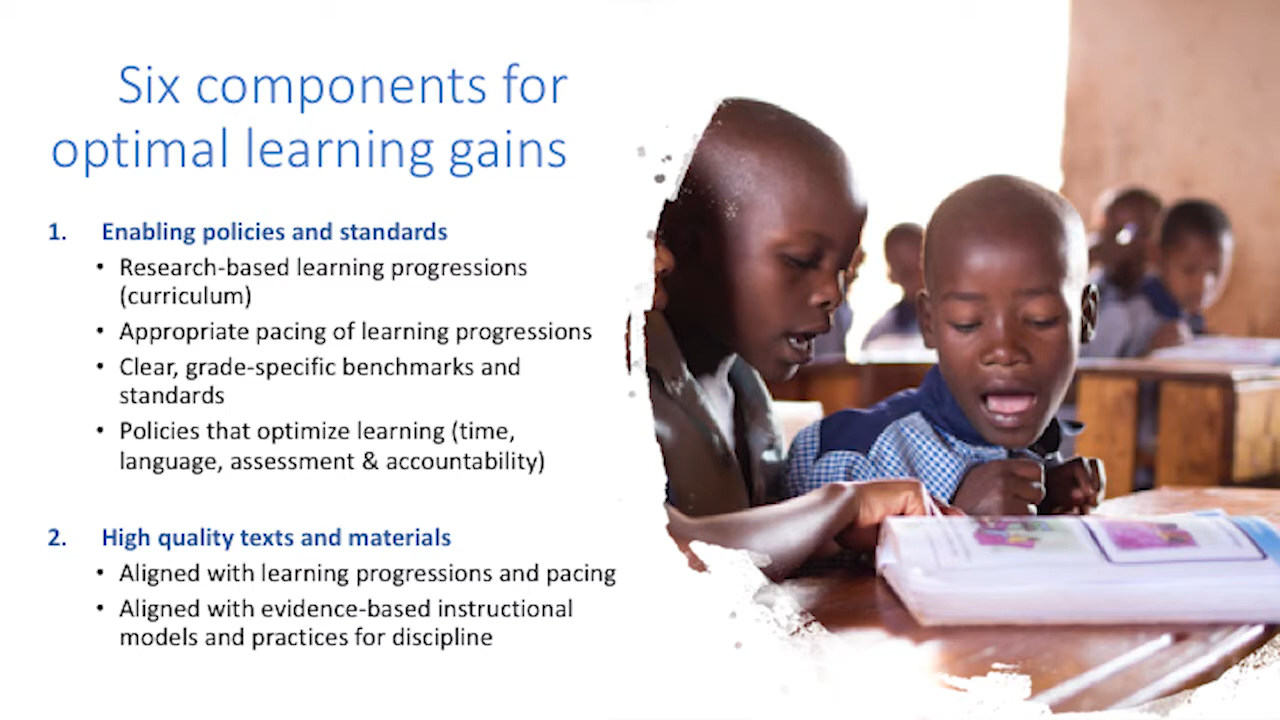 Six components for
optimal learning gains
1. Enabling policies and standards
• Research-based learning progressions
(curriculum)
• Appropriate pacing of learning progressions
• Clear, grade-specific benchmarks and
standards
• Policies that optimize learning (time,
language, assessment & accountability)
2. High quality texts and materials
• Aligned with learning progressions and pacing
• Aligned with evidence-based instructional
models and practices for discipline